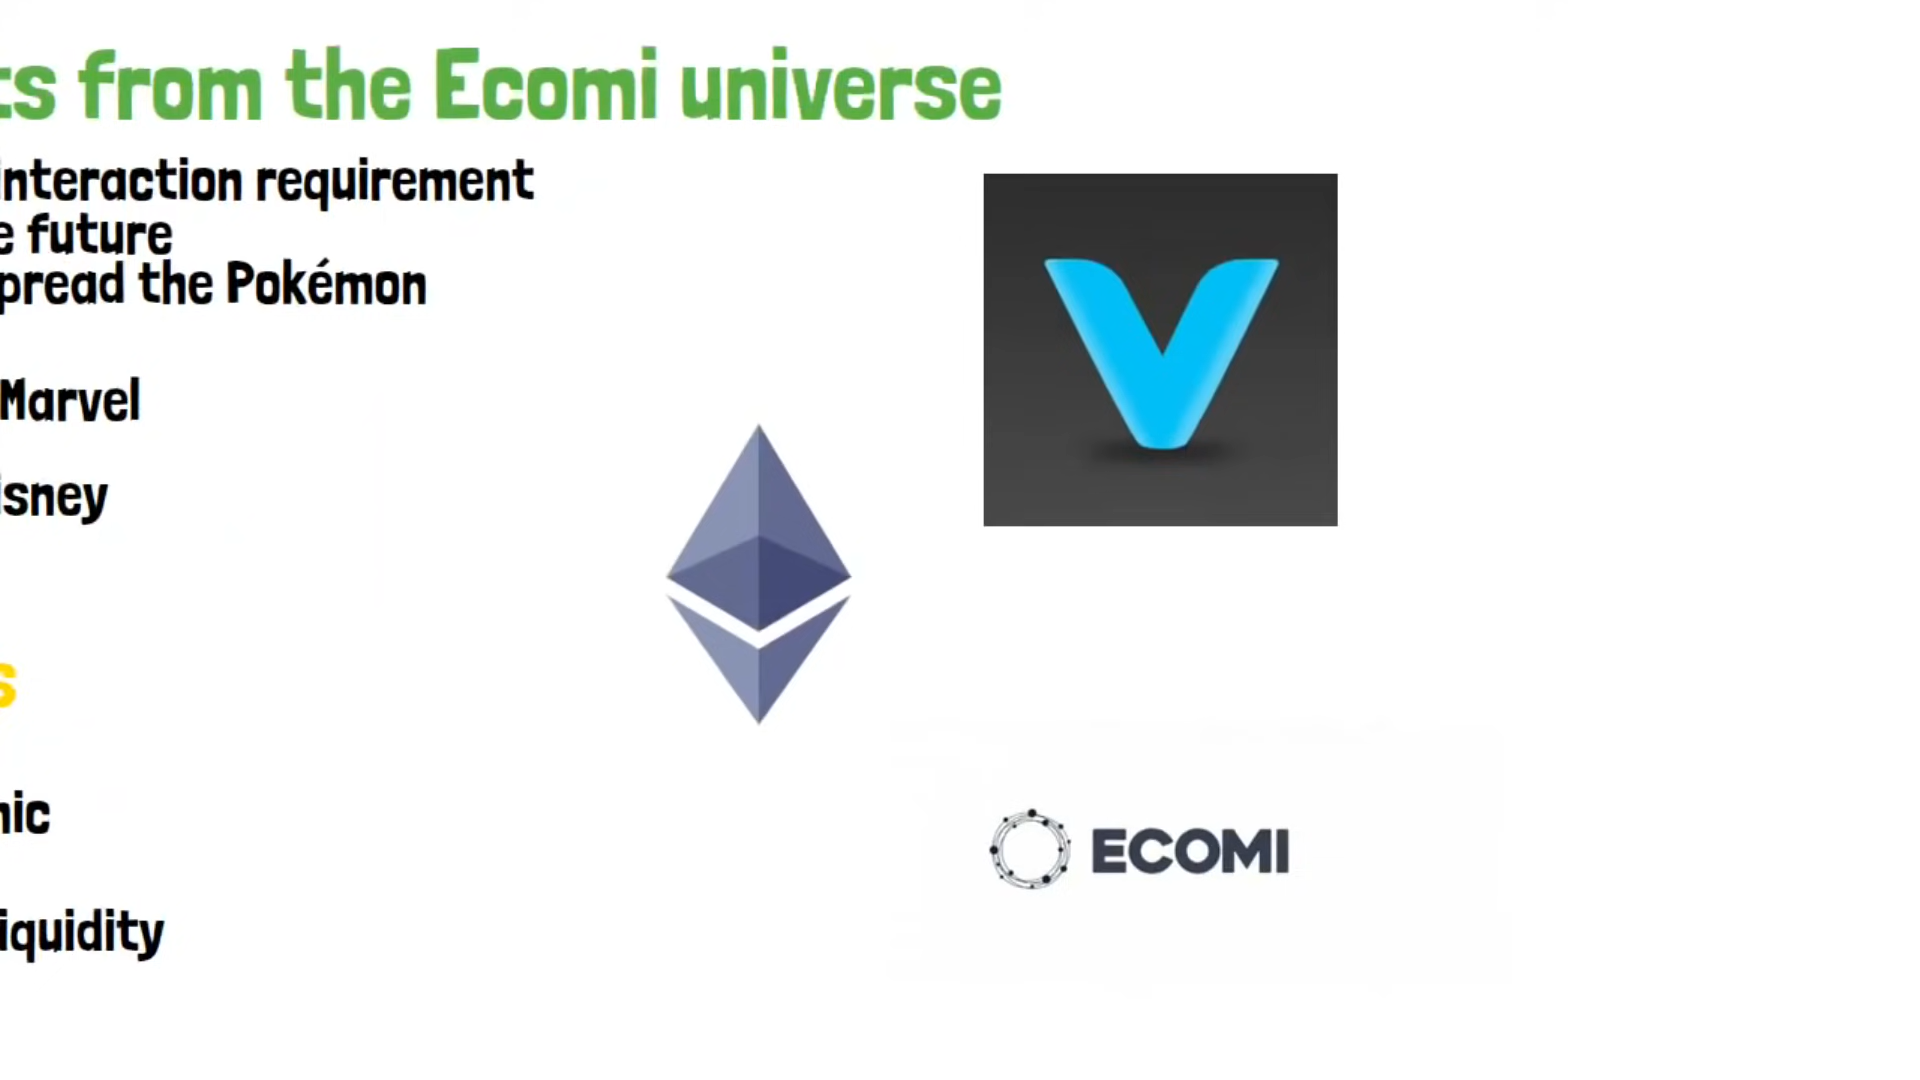 ts from the Ecomi universe
interaction requirement
e future
pread the Pokémon
Marvel
isney
s
nic
iquidity
V
ECOMI